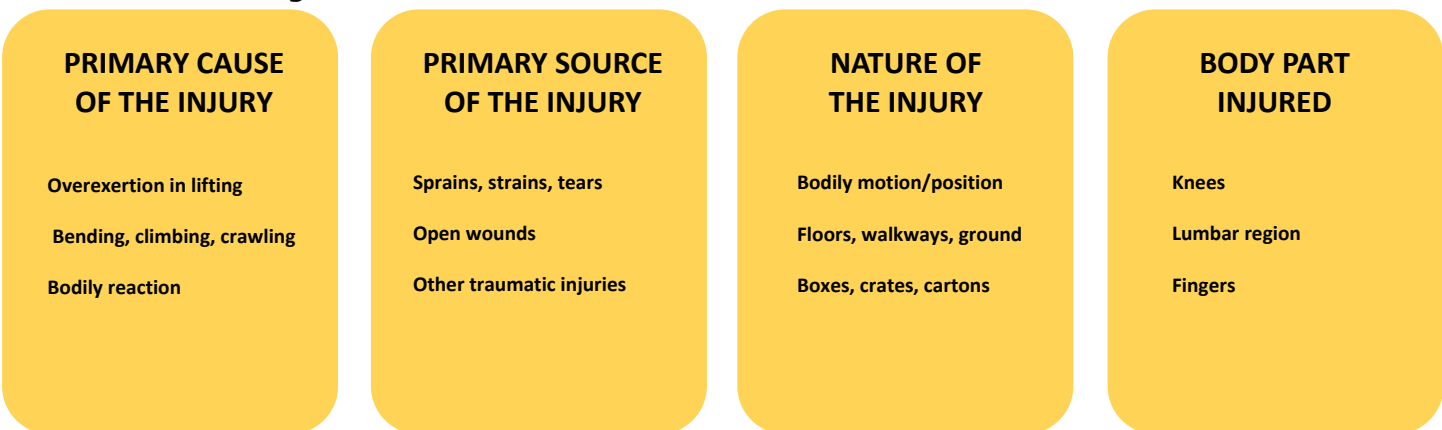 PRIMARY CAUSE
OF THE INJURY
Overexertion in lifting
Bending, climbing, crawling
Bodily reaction
PRIMARY SOURCE
OF THE INJURY
Sprains, strains, tears
Open wounds
Other traumatic injuries
NATURE OF
THE INJURY
Bodily motion/position
Floors, walkways, ground
Boxes, crates, cartons
BODY PART
INJURED
Knees
Lumbar region
Fingers